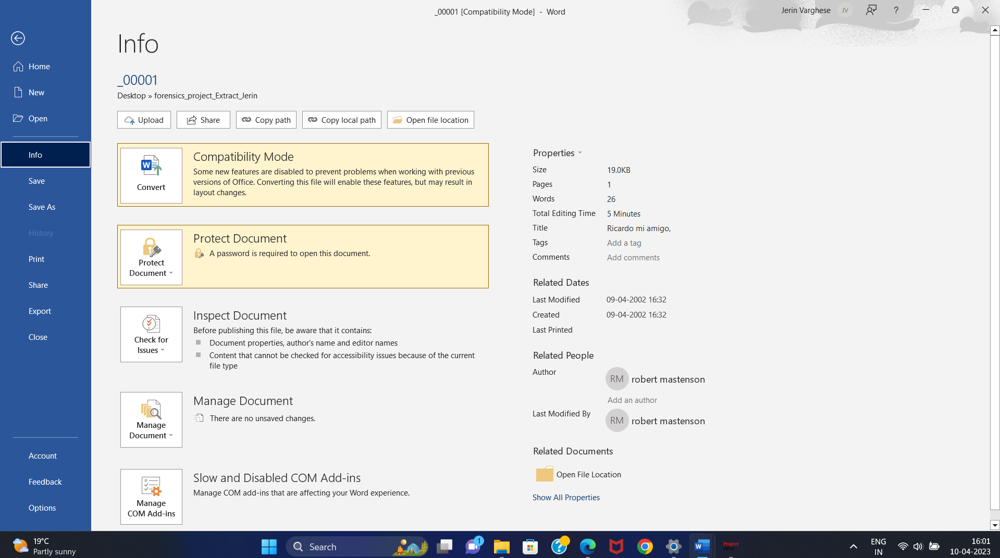 _00001 [Compatibility Mode] - Word
Jerin Varghese
JV
?
Info
Home
New
Open
Info
Save
Save As
History
Print
Share
Export
Close
Account
Feedback
Options
_00001
Desktop » forensics_project_Extract_Jerin
Upload
Share
Copy path
Copy local path
Open file location
Convert
Compatibility Mode
Some new features are disabled to prevent problems when working with previous
versions of Office. Converting this file will enable these features, but may result in
layout changes.
Protect
Document
Protect Document
A password is required to open this document.
Check for
Issues
Inspect Document
Before publishing this file, be aware that it contains:
Document properties, author's name and editor names
Content that cannot be checked for accessibility issues because of the current
file type
Manage
Document
Manage Document
There are no unsaved changes.
Manage
COM Add-ins
Slow and Disabled COM Add-ins
Manage COM add-ins that are affecting your Word experience.
Properties
Size 19.0KB
Pages 1
Words 26
Total Editing Time 5 Minutes
Title Ricardo mi amigo,
Tags Add a tag
Comments Add comments
Related Dates
Last Modified 09-04-2002 16:32
Created 09-04-2002 16:32
Last Printed
Related People
Author RM robert mastenson
Add an author
Last Modified By RM robert mastenson
Related Documents
Open File Location
Show All Properties
19°C
Partly sunny
Search
1
W
Project
ENG
IN
16:01
10-04-2023